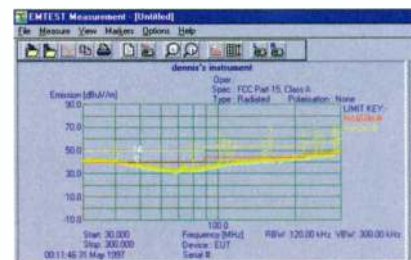 EMTEST Measurement - [Untitled]
File Measure View Markers Options Help
dennis's instrument
Oper:
Spec: FCC Part 15, Class A
Emission [dBuV/m] Type: Radiated Polarisation: None
90.0 LIMIT KEY:-
70.0
50.0
30.0
10.0
-10.0
100.0
Start: 30.000 Frequency [MHz] RBW: 120.00 kHz VBW: 300.00 kHz
Stop: 300.000 Device: EUT
00:11:46 31 May 1997 Serial #: